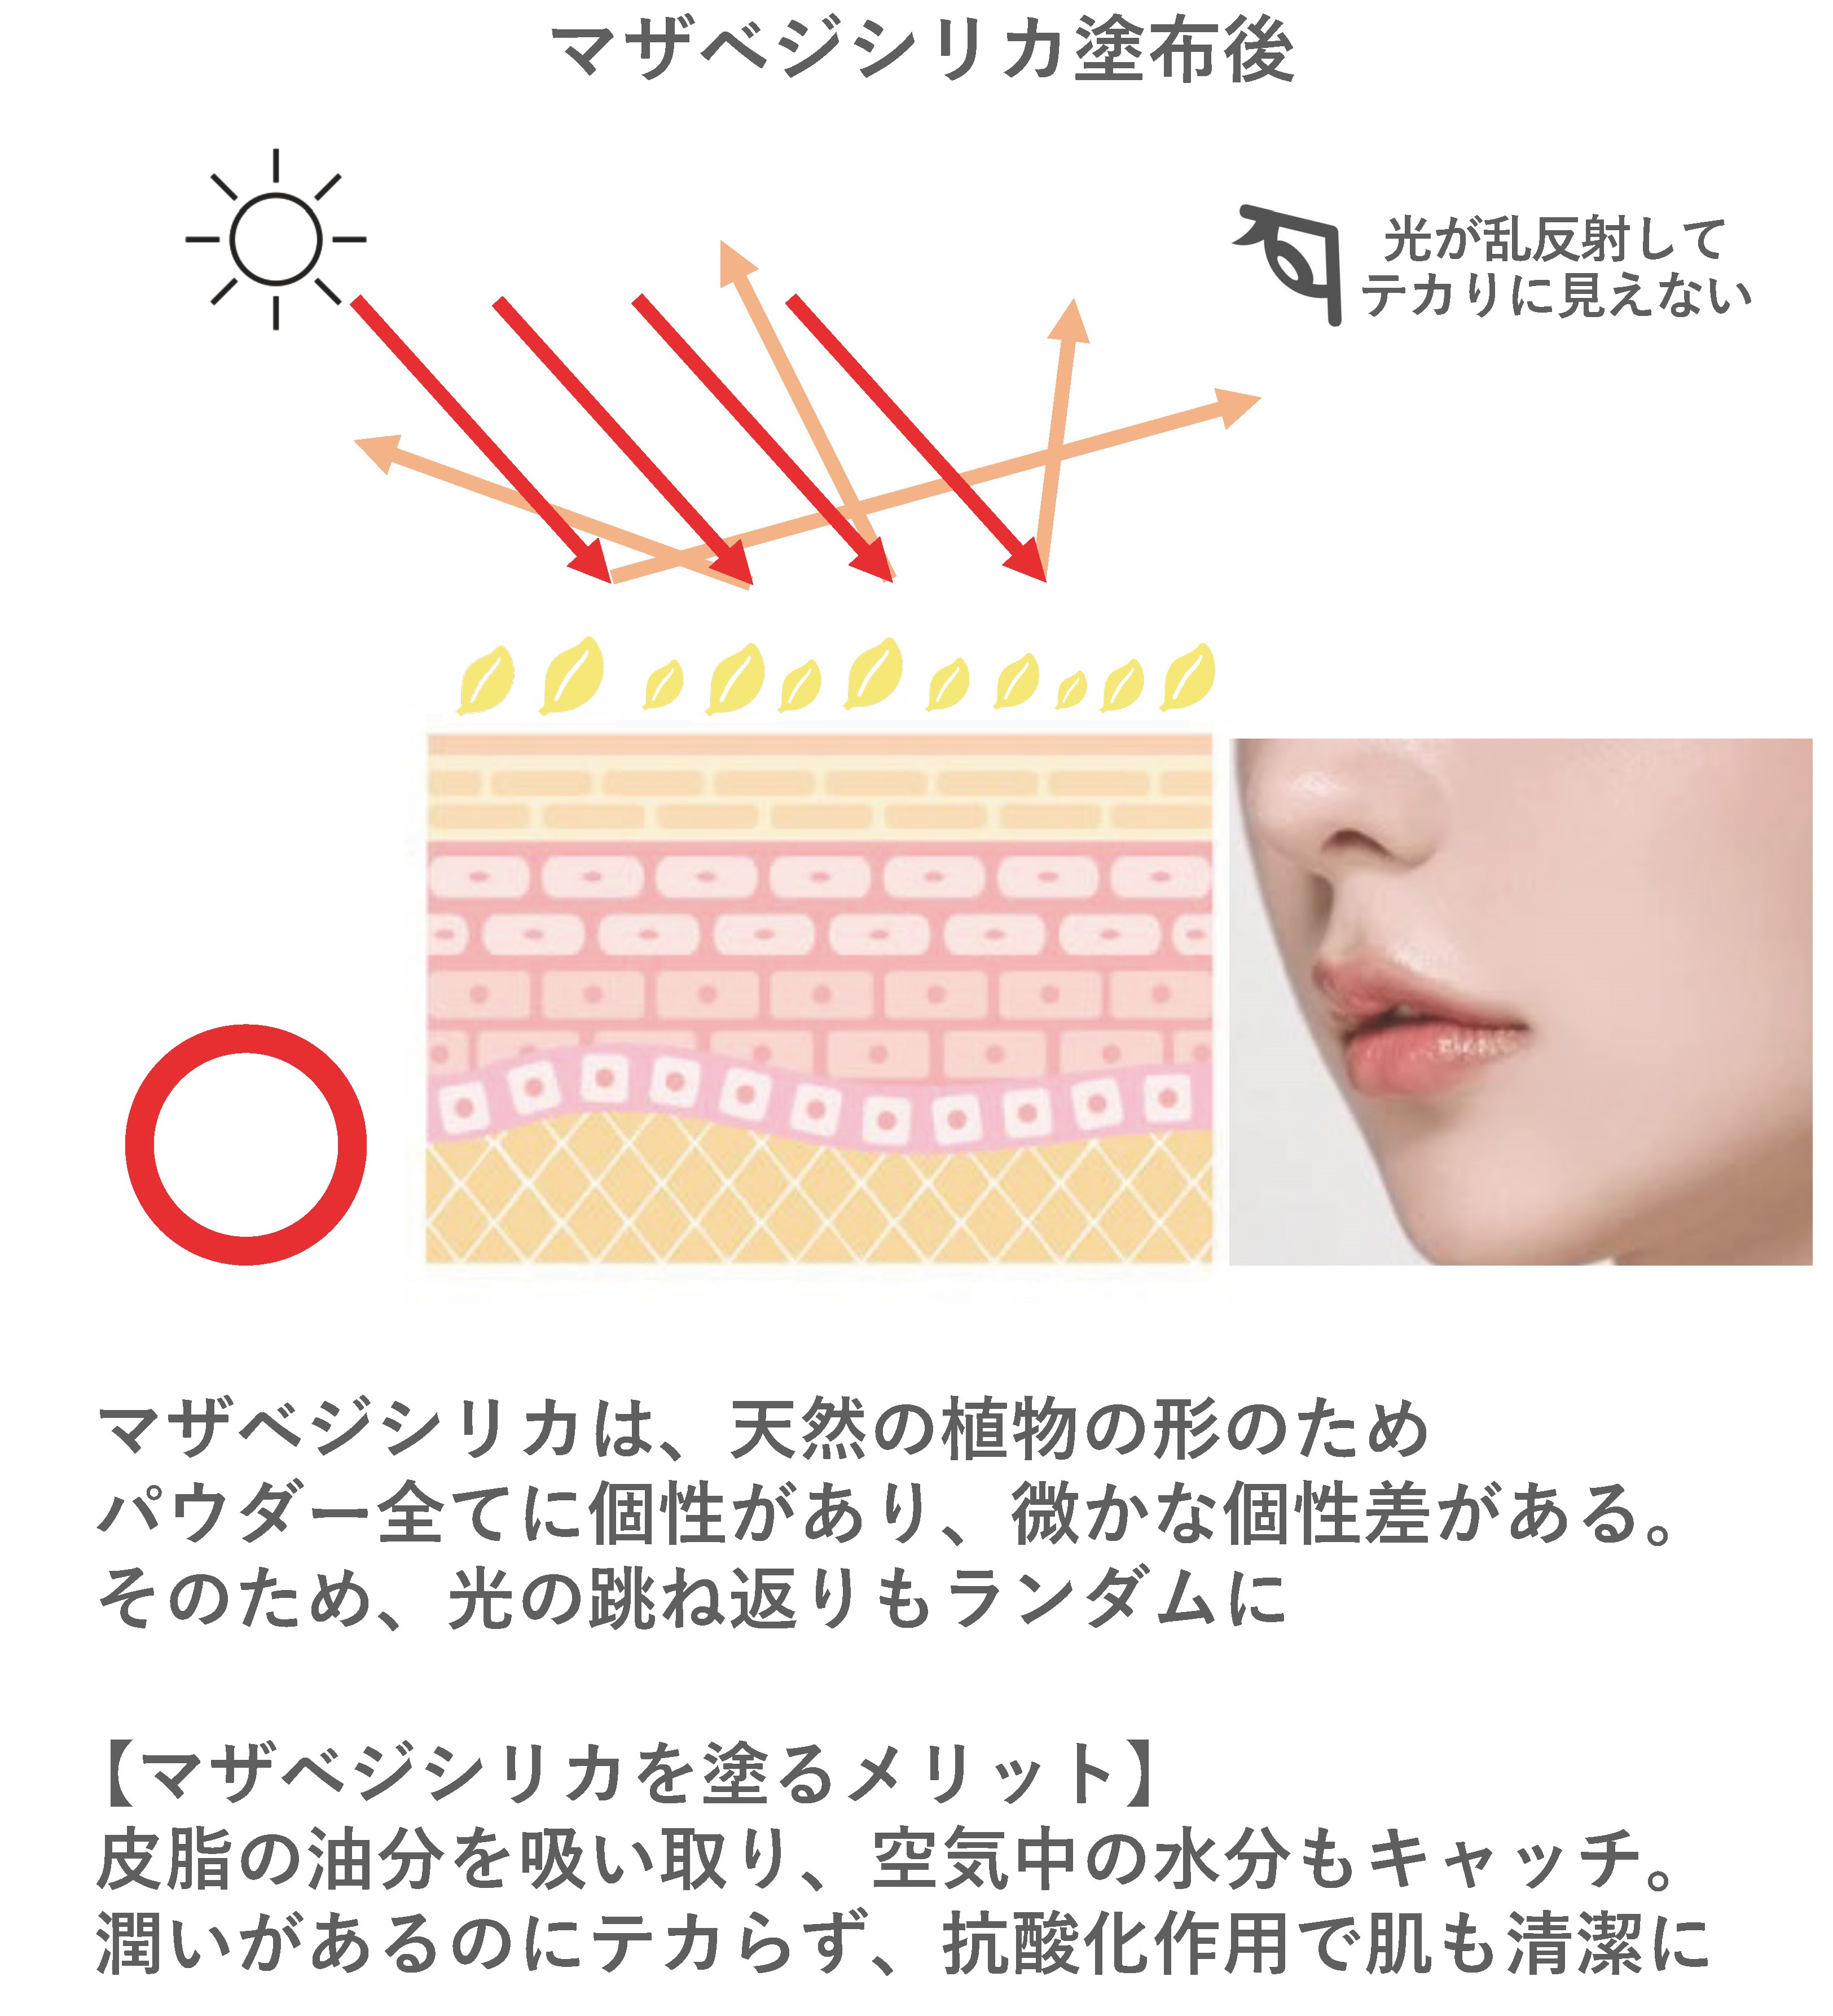 マザベジシリカ塗布後
光が乱反射して
テカりに見えない
マザベジシリカは、天然の植物の形のため
パウダー全てに個性があり、微かな個性差がある。
そのため、光の跳ね返りもランダムに
【マザベジシリカを塗るメリット】
皮脂の油分を吸い取り、空気中の水分もキャッチ。
潤いがあるのにテカらず、抗酸化作用で肌も清潔に